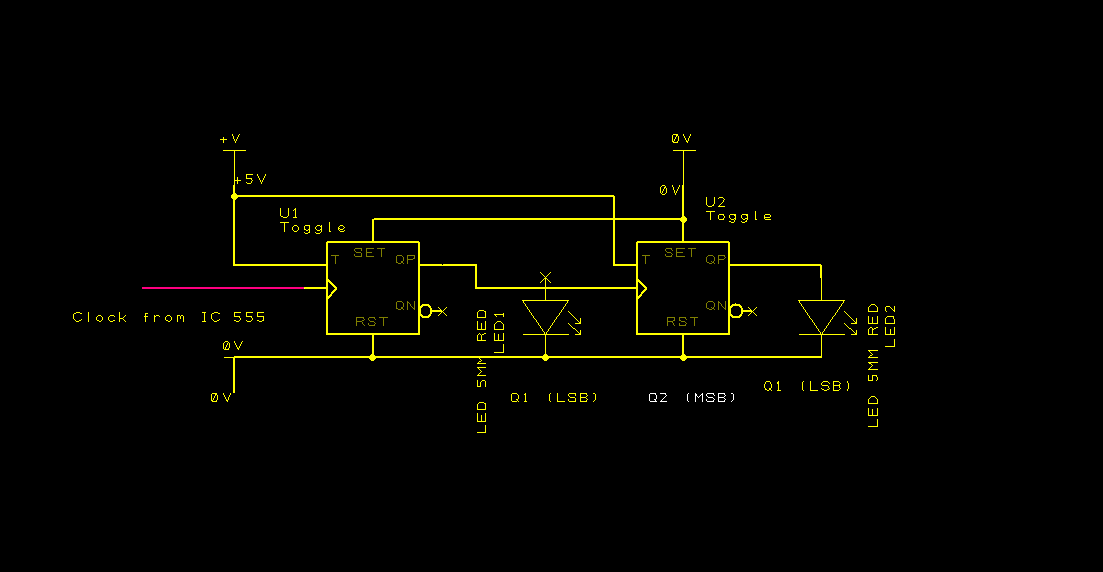 +V
0V
+5V
0V
U1
Toggle
U2
Toggle
T
SET
QP
QN
RST
T
SET
QP
QN
RST
Clock from IC 555
0V
0V
LED 5MM RED
LED1
Q1 (LSB)
Q2 (MSB)
Q1 (LSB)
LED 5MM RED
LED2